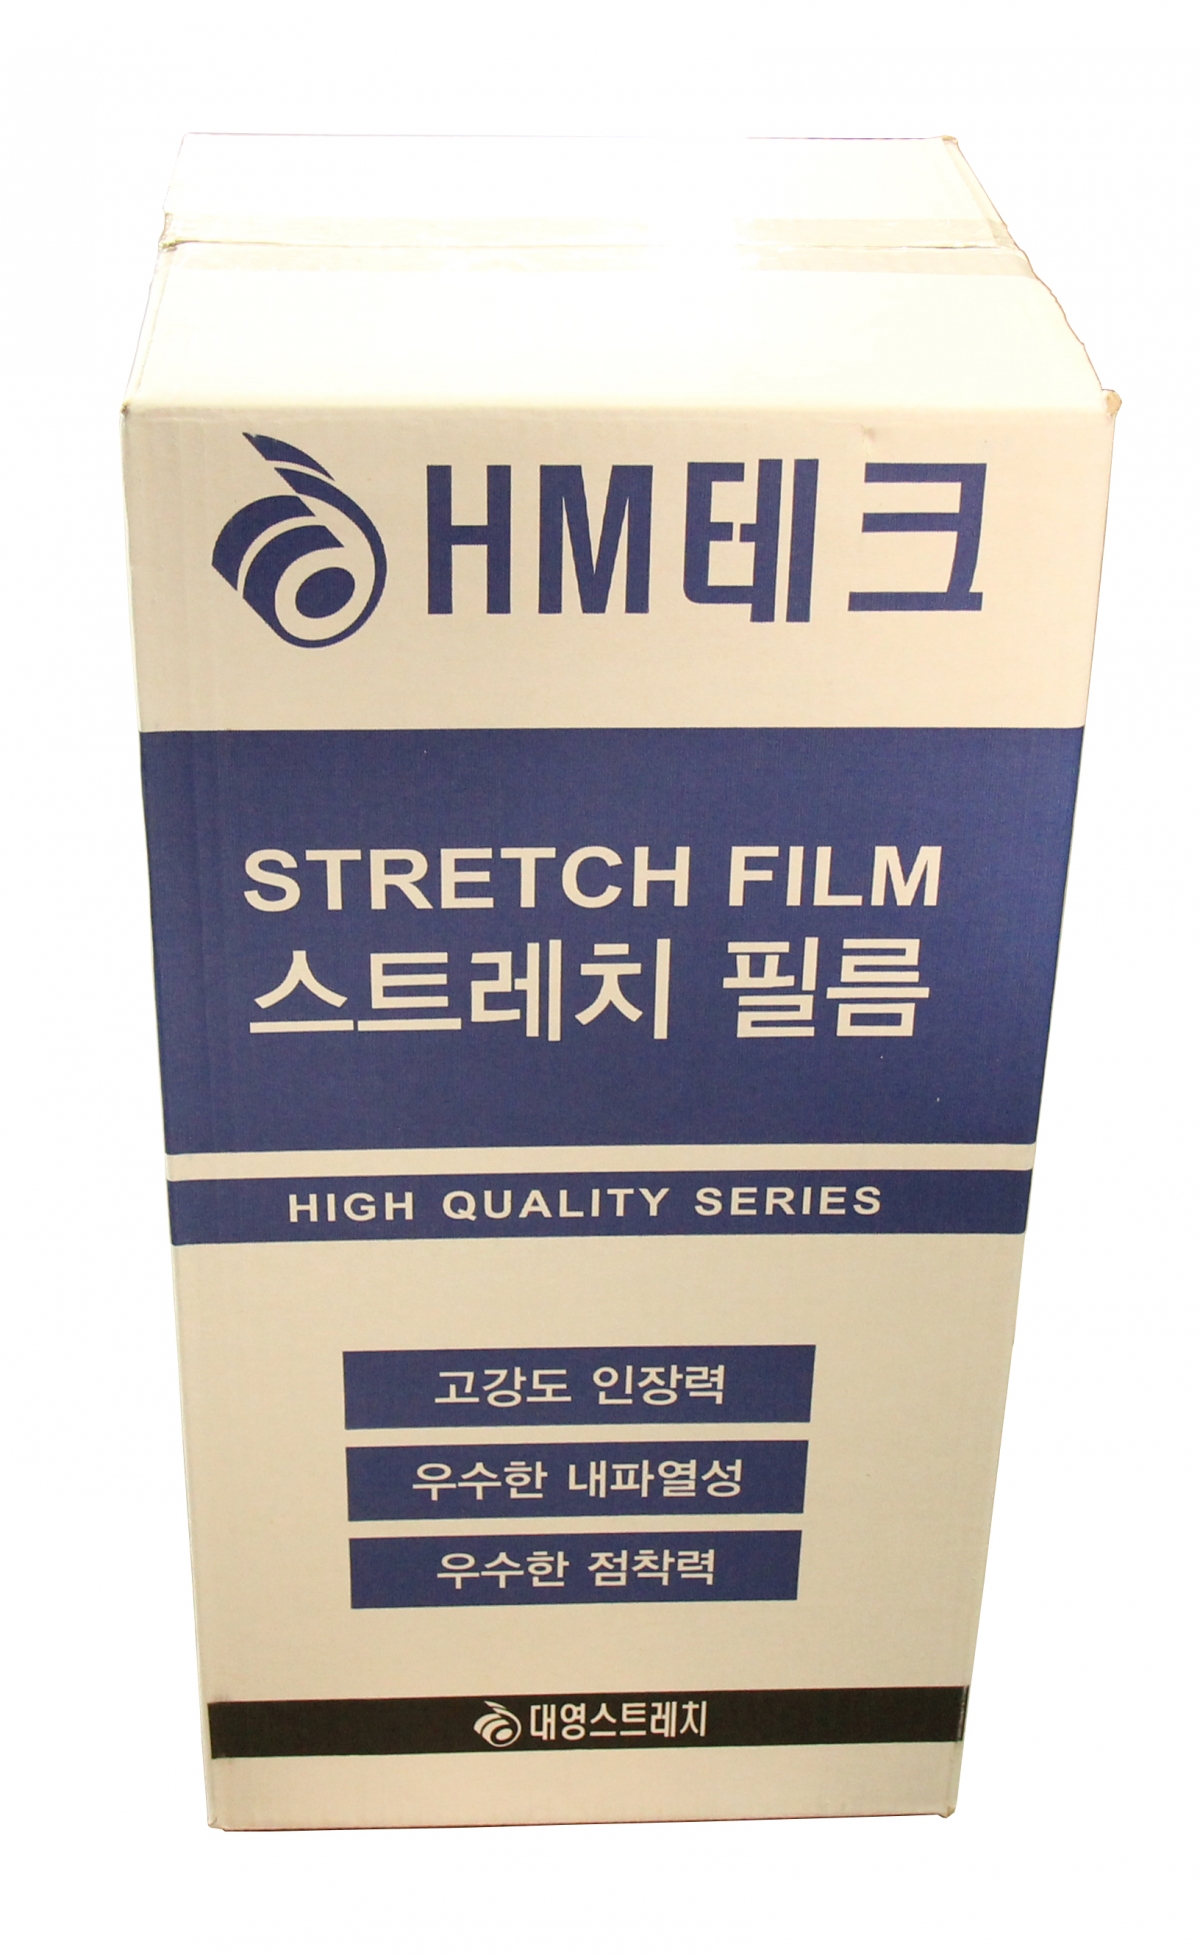 HM테크
STRETCH FILM
스트레치 필름
HIGH QUALITY SERIES
고강도 인장력
우수한 내파열성
우수한 점착력
대영스트레치